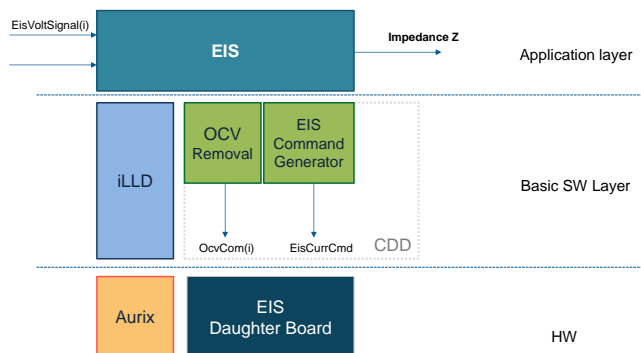 EisVoltSignal(i)
EIS
Impedance Z
Application layer
iLLD
OCV
Removal
EIS
Command
Generator
Basic SW Layer
OcvCom(i)
EisCurrCmd
CDD
Aurix
EIS
Daughter Board
HW